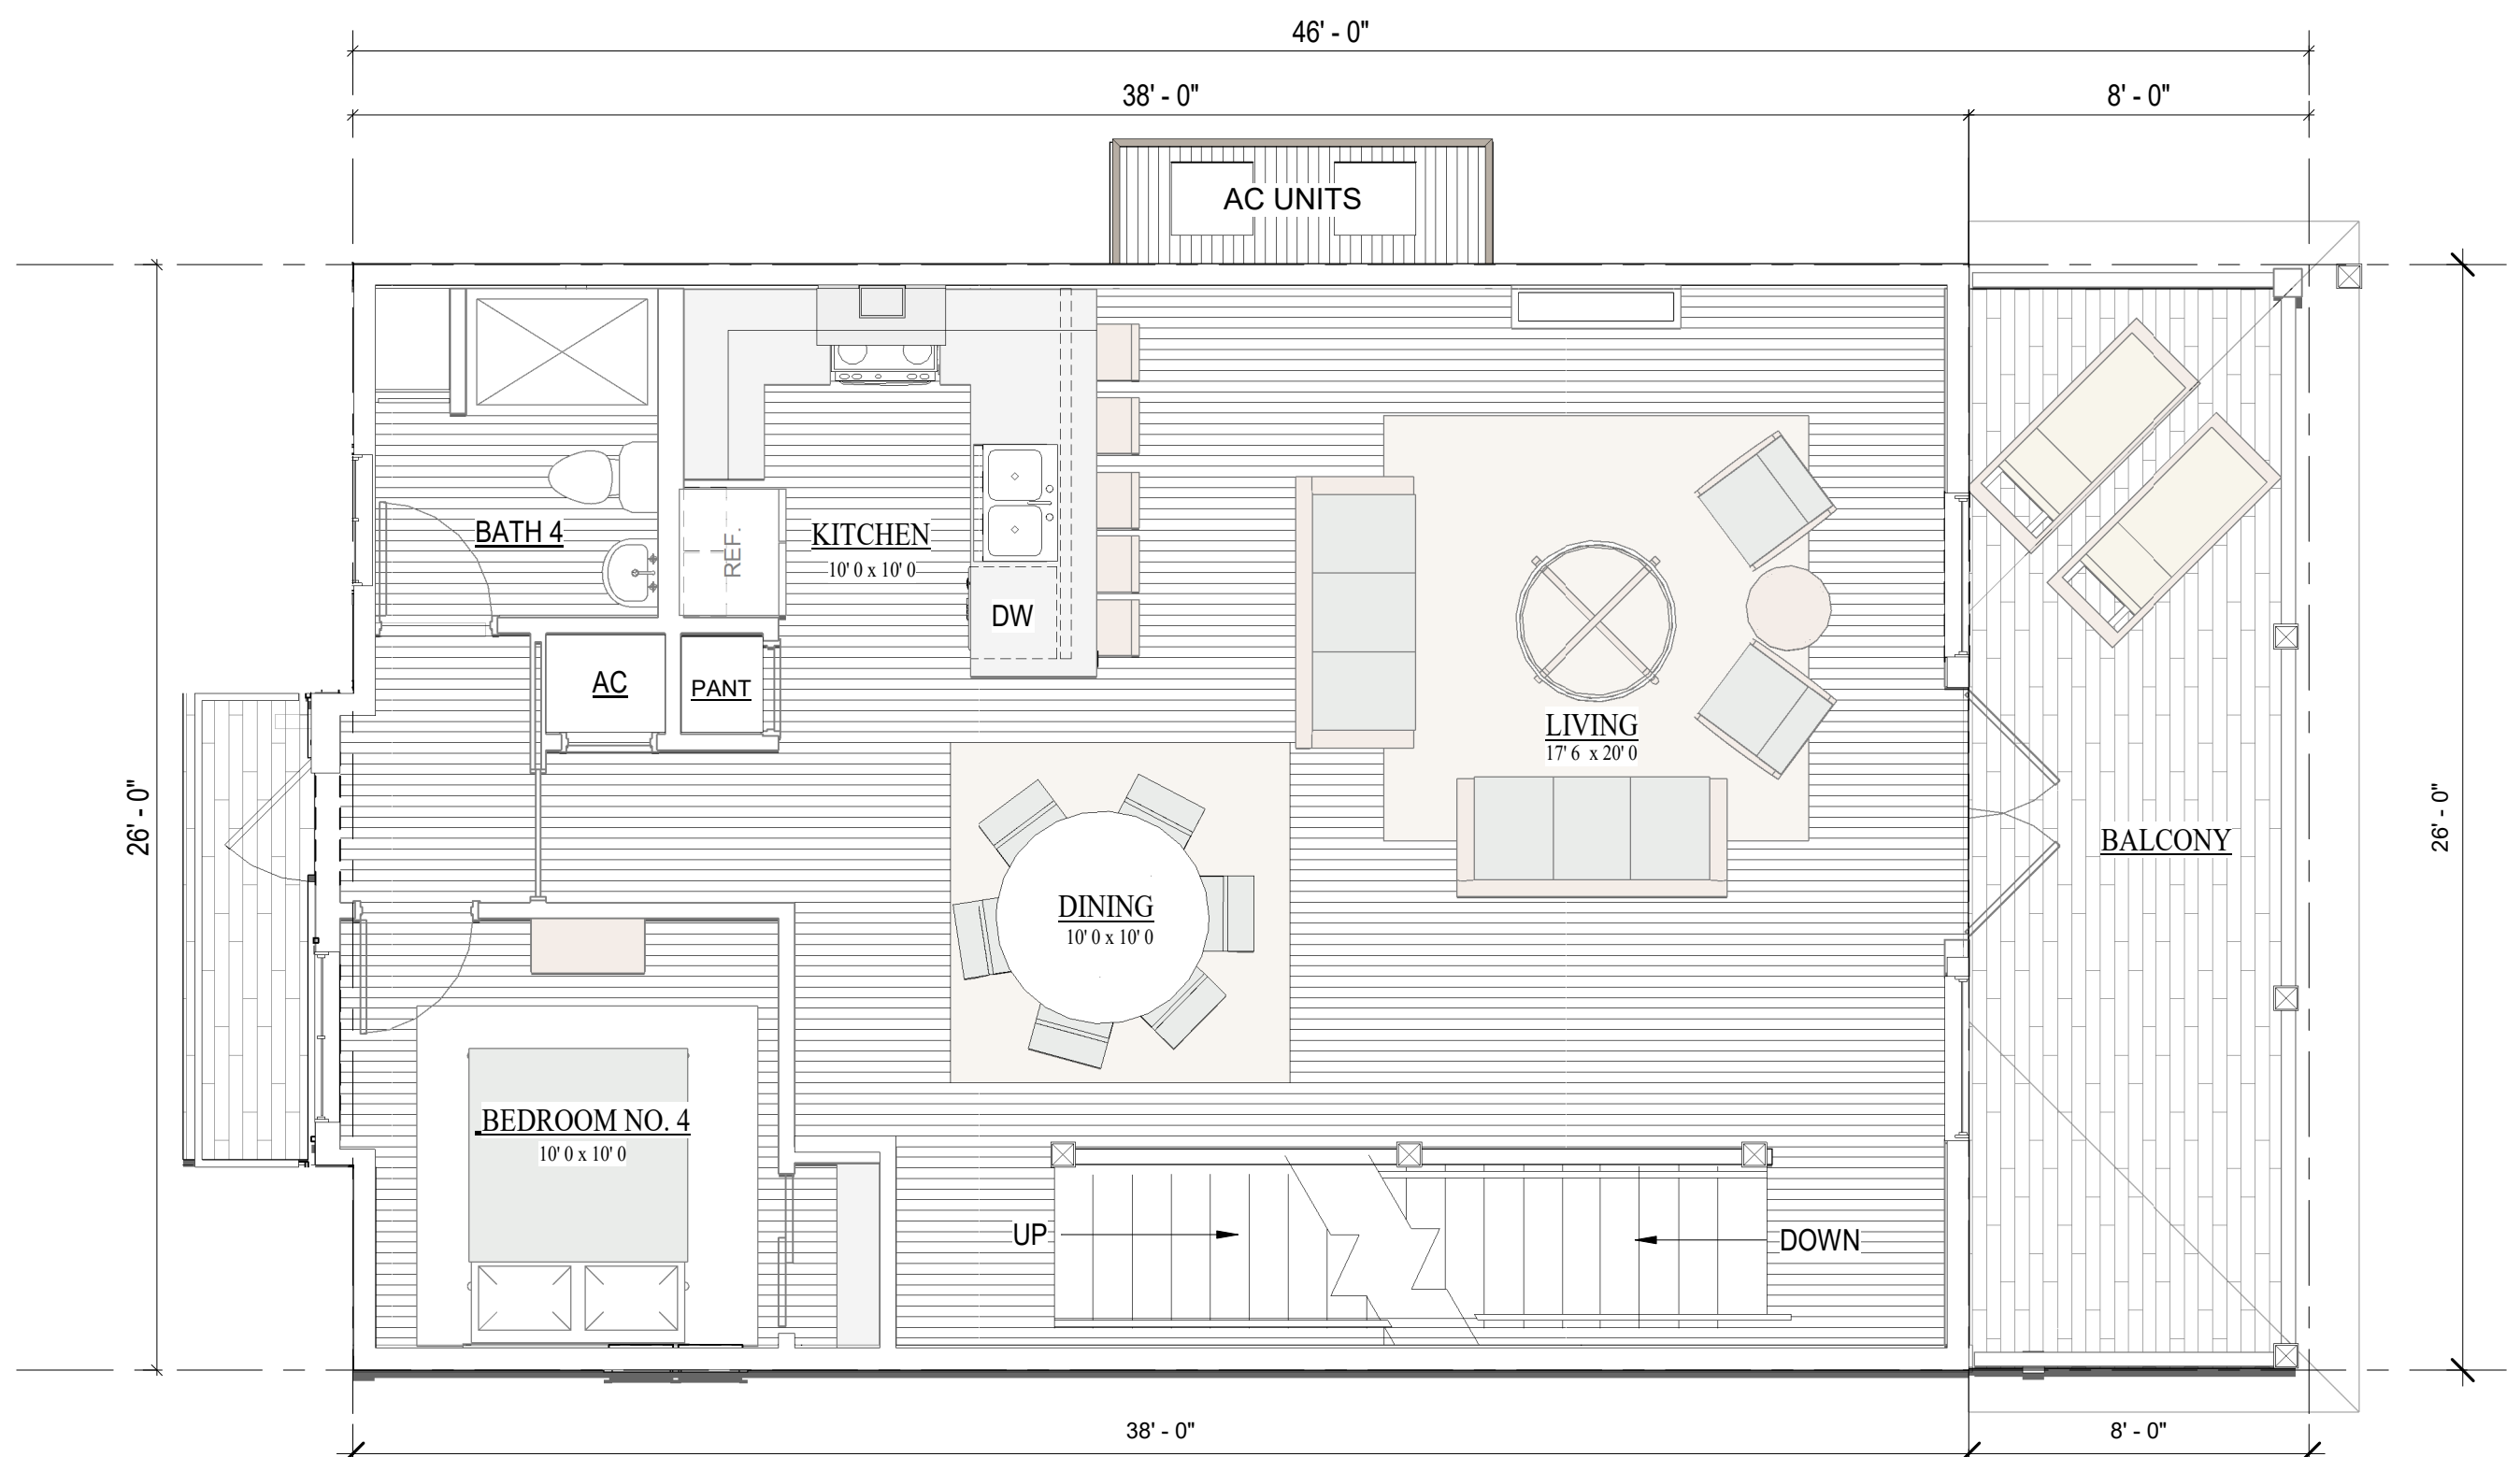 46' - 0"
38' - 0"
8' - 0"
AC UNITS
BATH 4
REF.
KITCHEN
10' 0 x 10' 0
DW
AC
PANT
LIVING
17' 6 x 20' 0
26' - 0"
BALCONY
26' - 0"
DINING
10' 0 x 10' 0
BEDROOM NO. 4
10' 0 x 10' 0
UP
DOWN
38' - 0"
8' - 0"